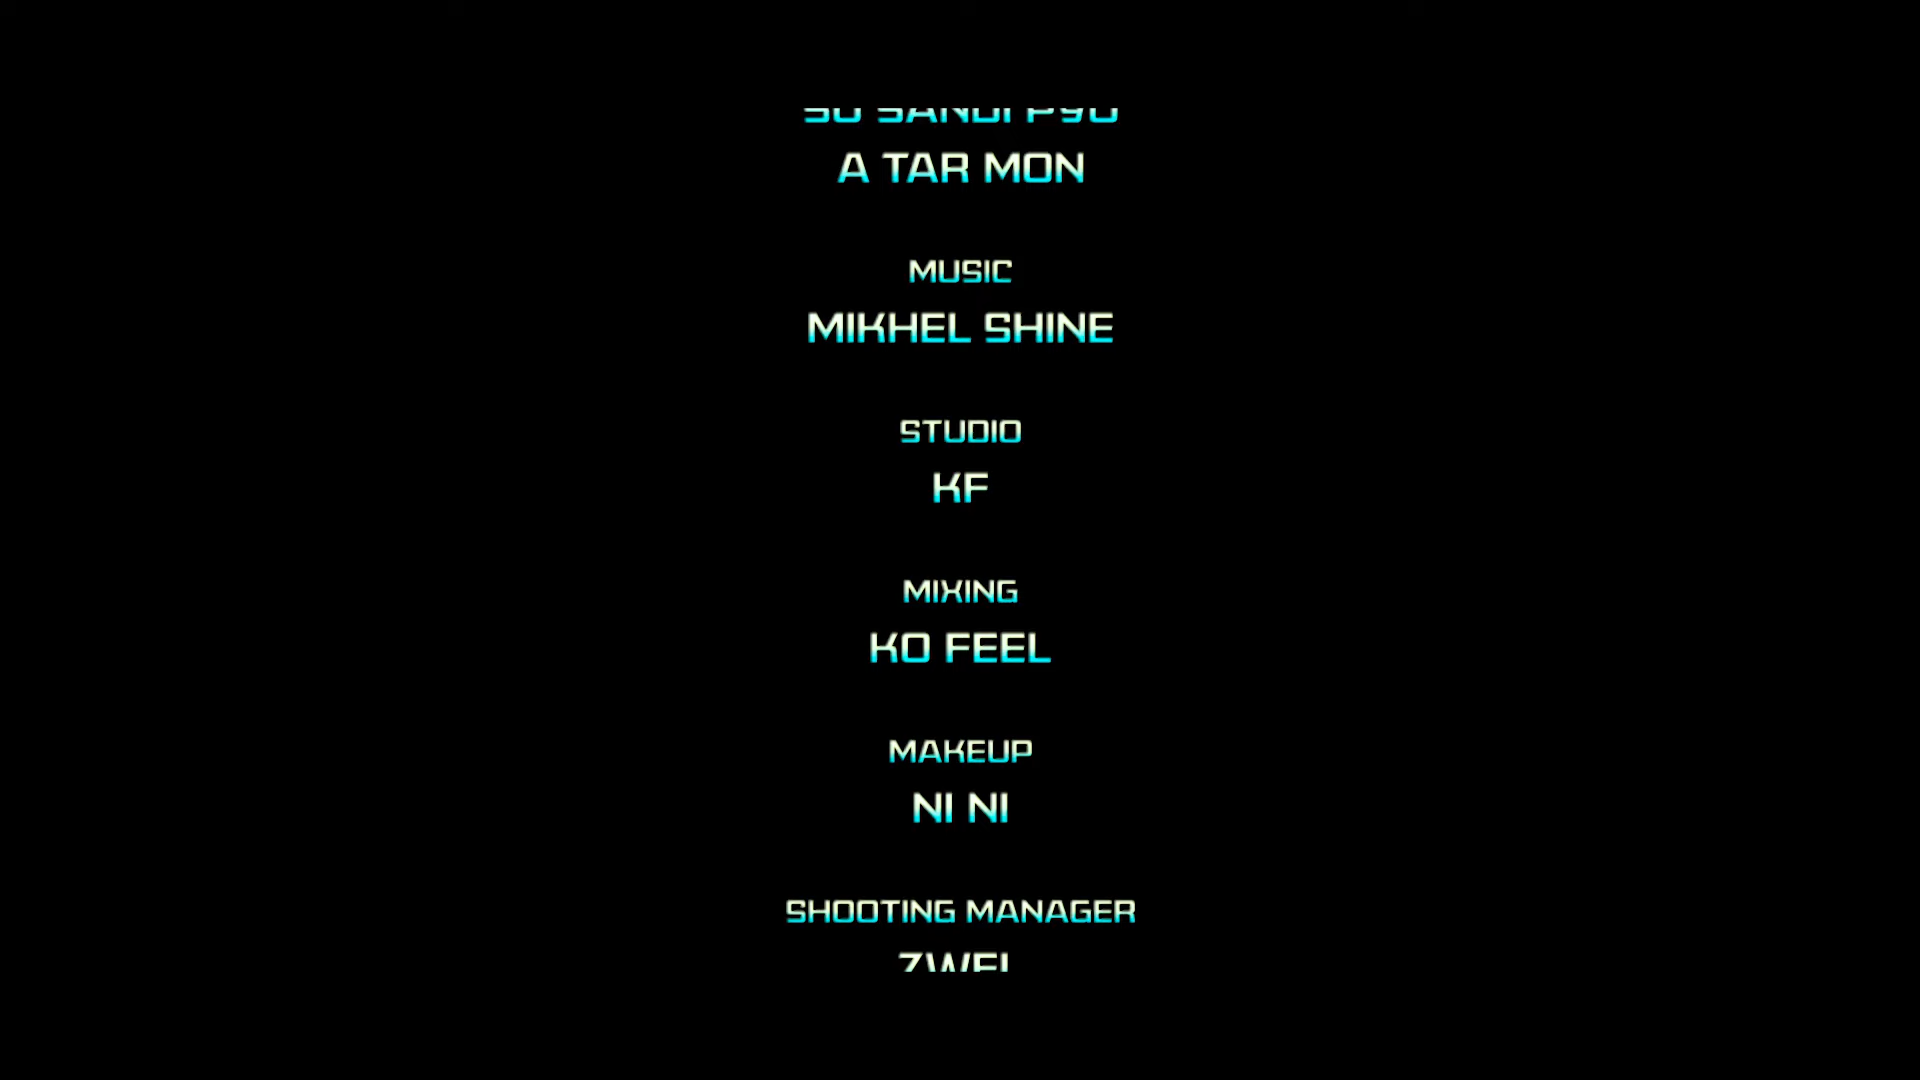 A TAR MON
MUSIC
MIKHEL SHINE
STUDIO
KF
MIXING
KO FEEL
MAKEUP
NI NI
SHOOTING MANAGER